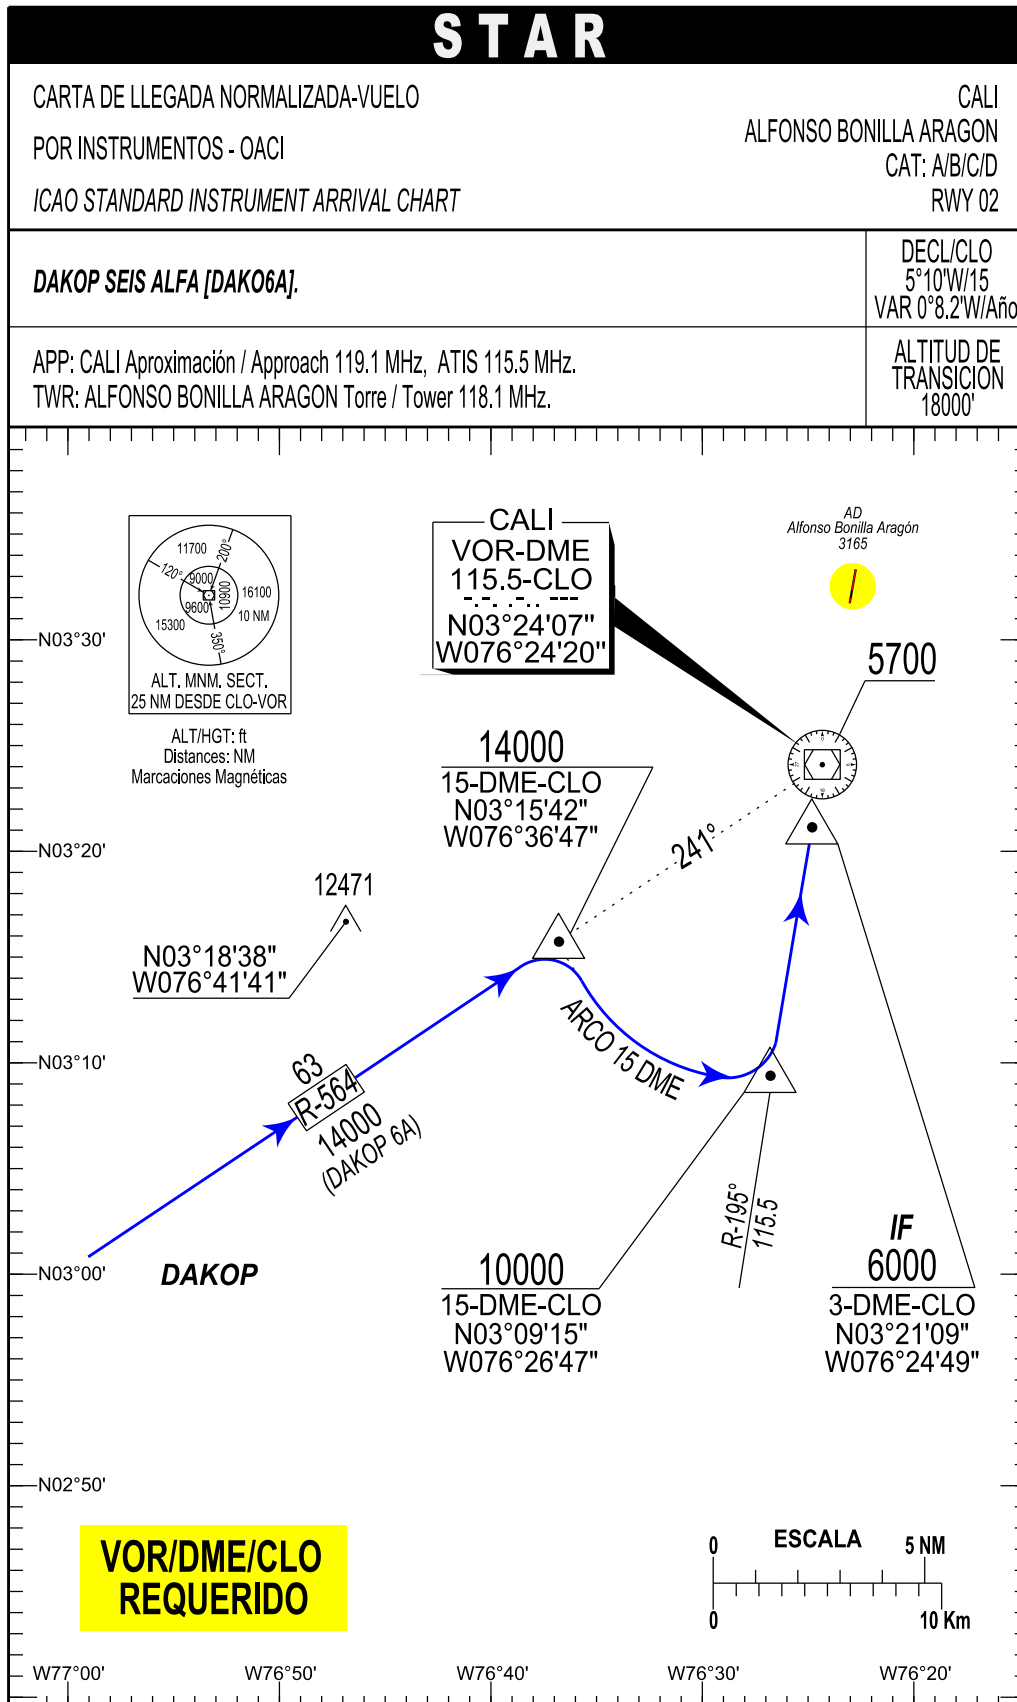 STAR
CARTA DE LLEGADA NORMALIZADA-VUELO
POR INSTRUMENTOS - OACI
ICAO STANDARD INSTRUMENT ARRIVAL CHART
CALI
ALFONSO BONILLA ARAGON
CAT: A/B/C/D
RWY 02
DAKOP SEIS ALFA [DAKO6A].
DECL/CLO
5°10'W/15
VAR 0°8.2'W/Año
APP: CALI Aproximación / Approach 119.1 MHz, ATIS 115.5 MHz.
TWR: ALFONSO BONILLA ARAGON Torre / Tower 118.1 MHz.
ALTITUD DE
TRANSICION
18000'
11700
200°
120°
9000
10900
16100
9600
10 NM
15300
350°
ALT. MNM. SECT.
25 NM DESDE CLO-VOR
ALT/HGT: ft
Distances: NM
Marcaciones Magnéticas
CALI
VOR-DME
115.5-CLO
N03°24'07"
W076°24'20"
AD
Alfonso Bonilla Aragón
3165
N03°30'
5700
14000
15-DME-CLO
N03°15'42"
W076°36'47"
241°
N03°20'
12471
N03°18'38"
W076°41'41"
ARCO 15 DME
N03°10'
63
R-564
14000
(DAKOP 6A)
R-195°
115.5
N03°00'
DAKOP
10000
15-DME-CLO
N03°09'15"
W076°26'47"
IF
6000
3-DME-CLO
N03°21'09"
W076°24'49"
N02°50'
VOR/DME/CLO
REQUERIDO
0 ESCALA 5 NM
0 10 Km
W77°00' W76°50' W76°40' W76°30' W76°20'